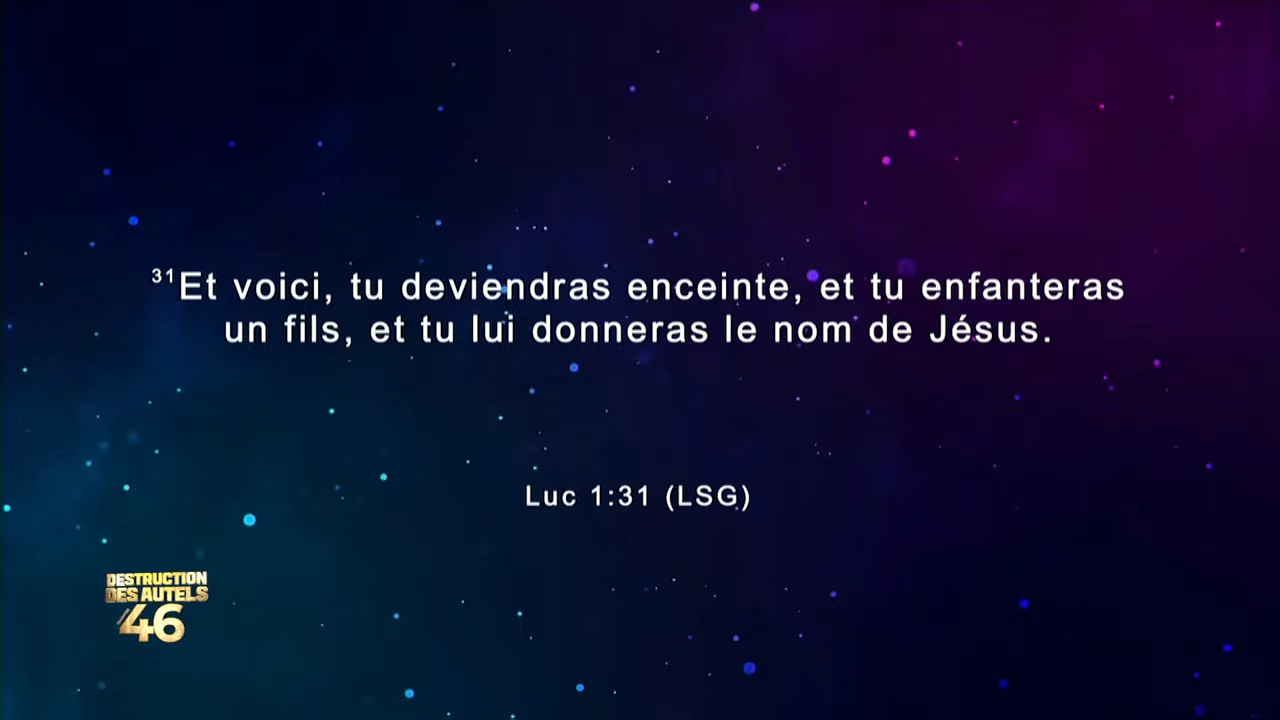 ³¹Et voici, tu deviendras enceinte, et tu enfanteras
un fils, et tu lui donneras le nom de Jésus.
Luc 1:31 (LSG)
DESTRUCTION
DES AUTELS
46